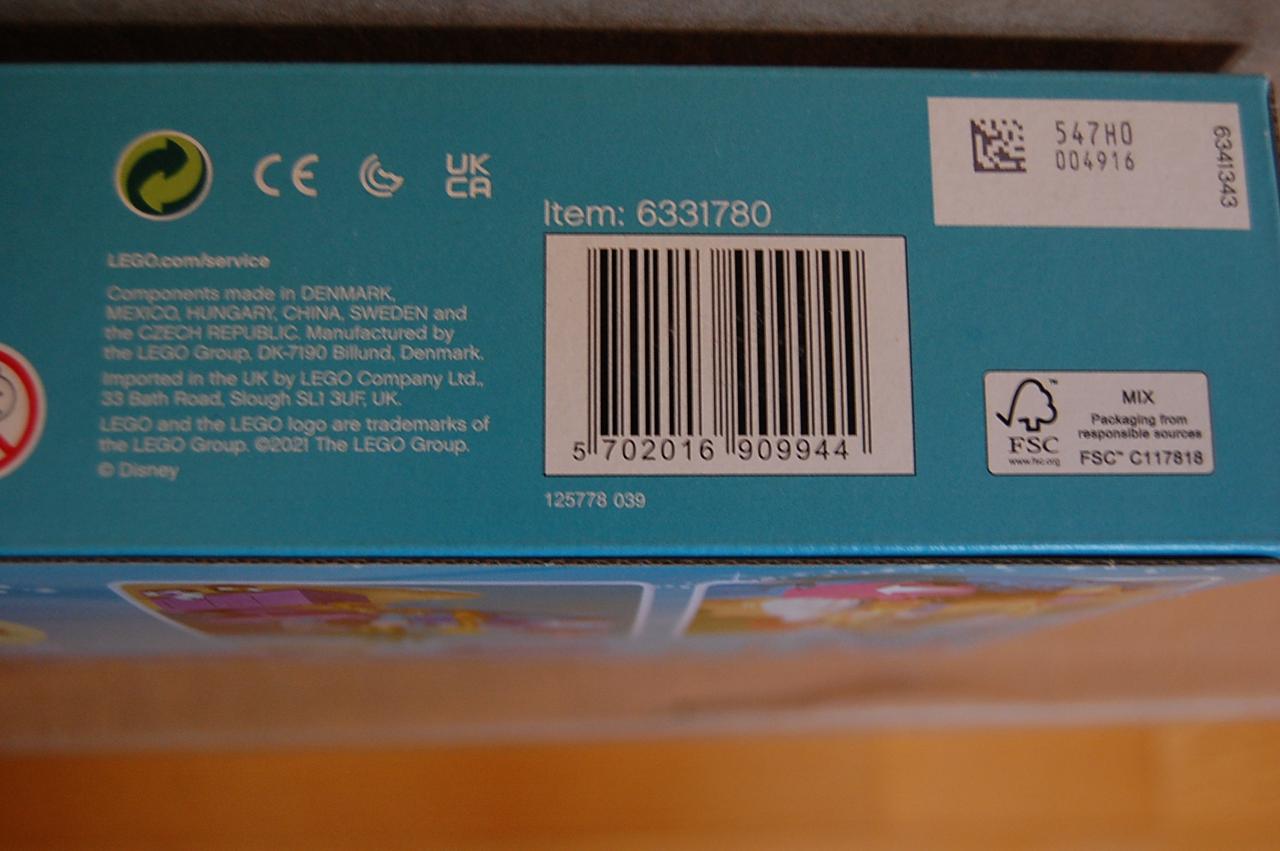 CE
UK
CA
LEGO.com/service
Components made in DENMARK,
MEXICO, HUNGARY, CHINA, SWEDEN and
the CZECH REPUBLIC. Manufactured by
the LEGO Group, DK-7190 Billund, Denmark.
Imported in the UK by LEGO Company Ltd.,
33 Bath Road, Slough SL1 3UF, UK.
LEGO and the LEGO logo are trademarks of
the LEGO Group. ©2021 The LEGO Group.
© Disney
Item: 6331780
5 702016 909944
125778 039
547H0
004916
6341343
FSC™
www.fsc.org
MIX
Packaging from
responsible sources
FSC™ C117818